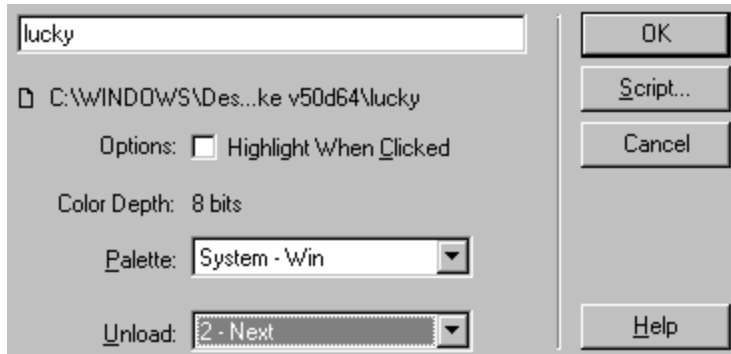 lucky
OK
C:\WINDOWS\Des...ke v50d64\lucky
Script...
Options: Highlight When Clicked
Cancel
Color Depth: 8 bits
Palette: System - Win
Unload: 2 - Next
Help